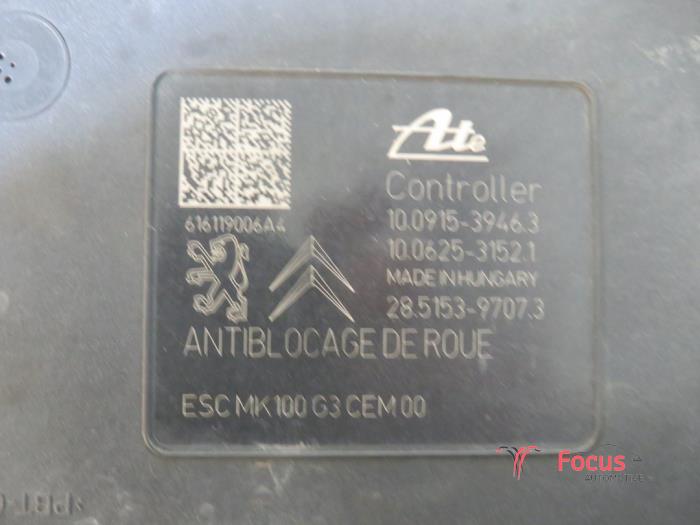 Ate
Controller
10.0915-3946.3
10.0625-3152.1
MADE IN HUNGARY
28.5153-9707.3
616119006A4
ANTIBLOCAGE DE ROUE
ESC MK100 G3 CEM 00
Focus
AUTOMOTIVE